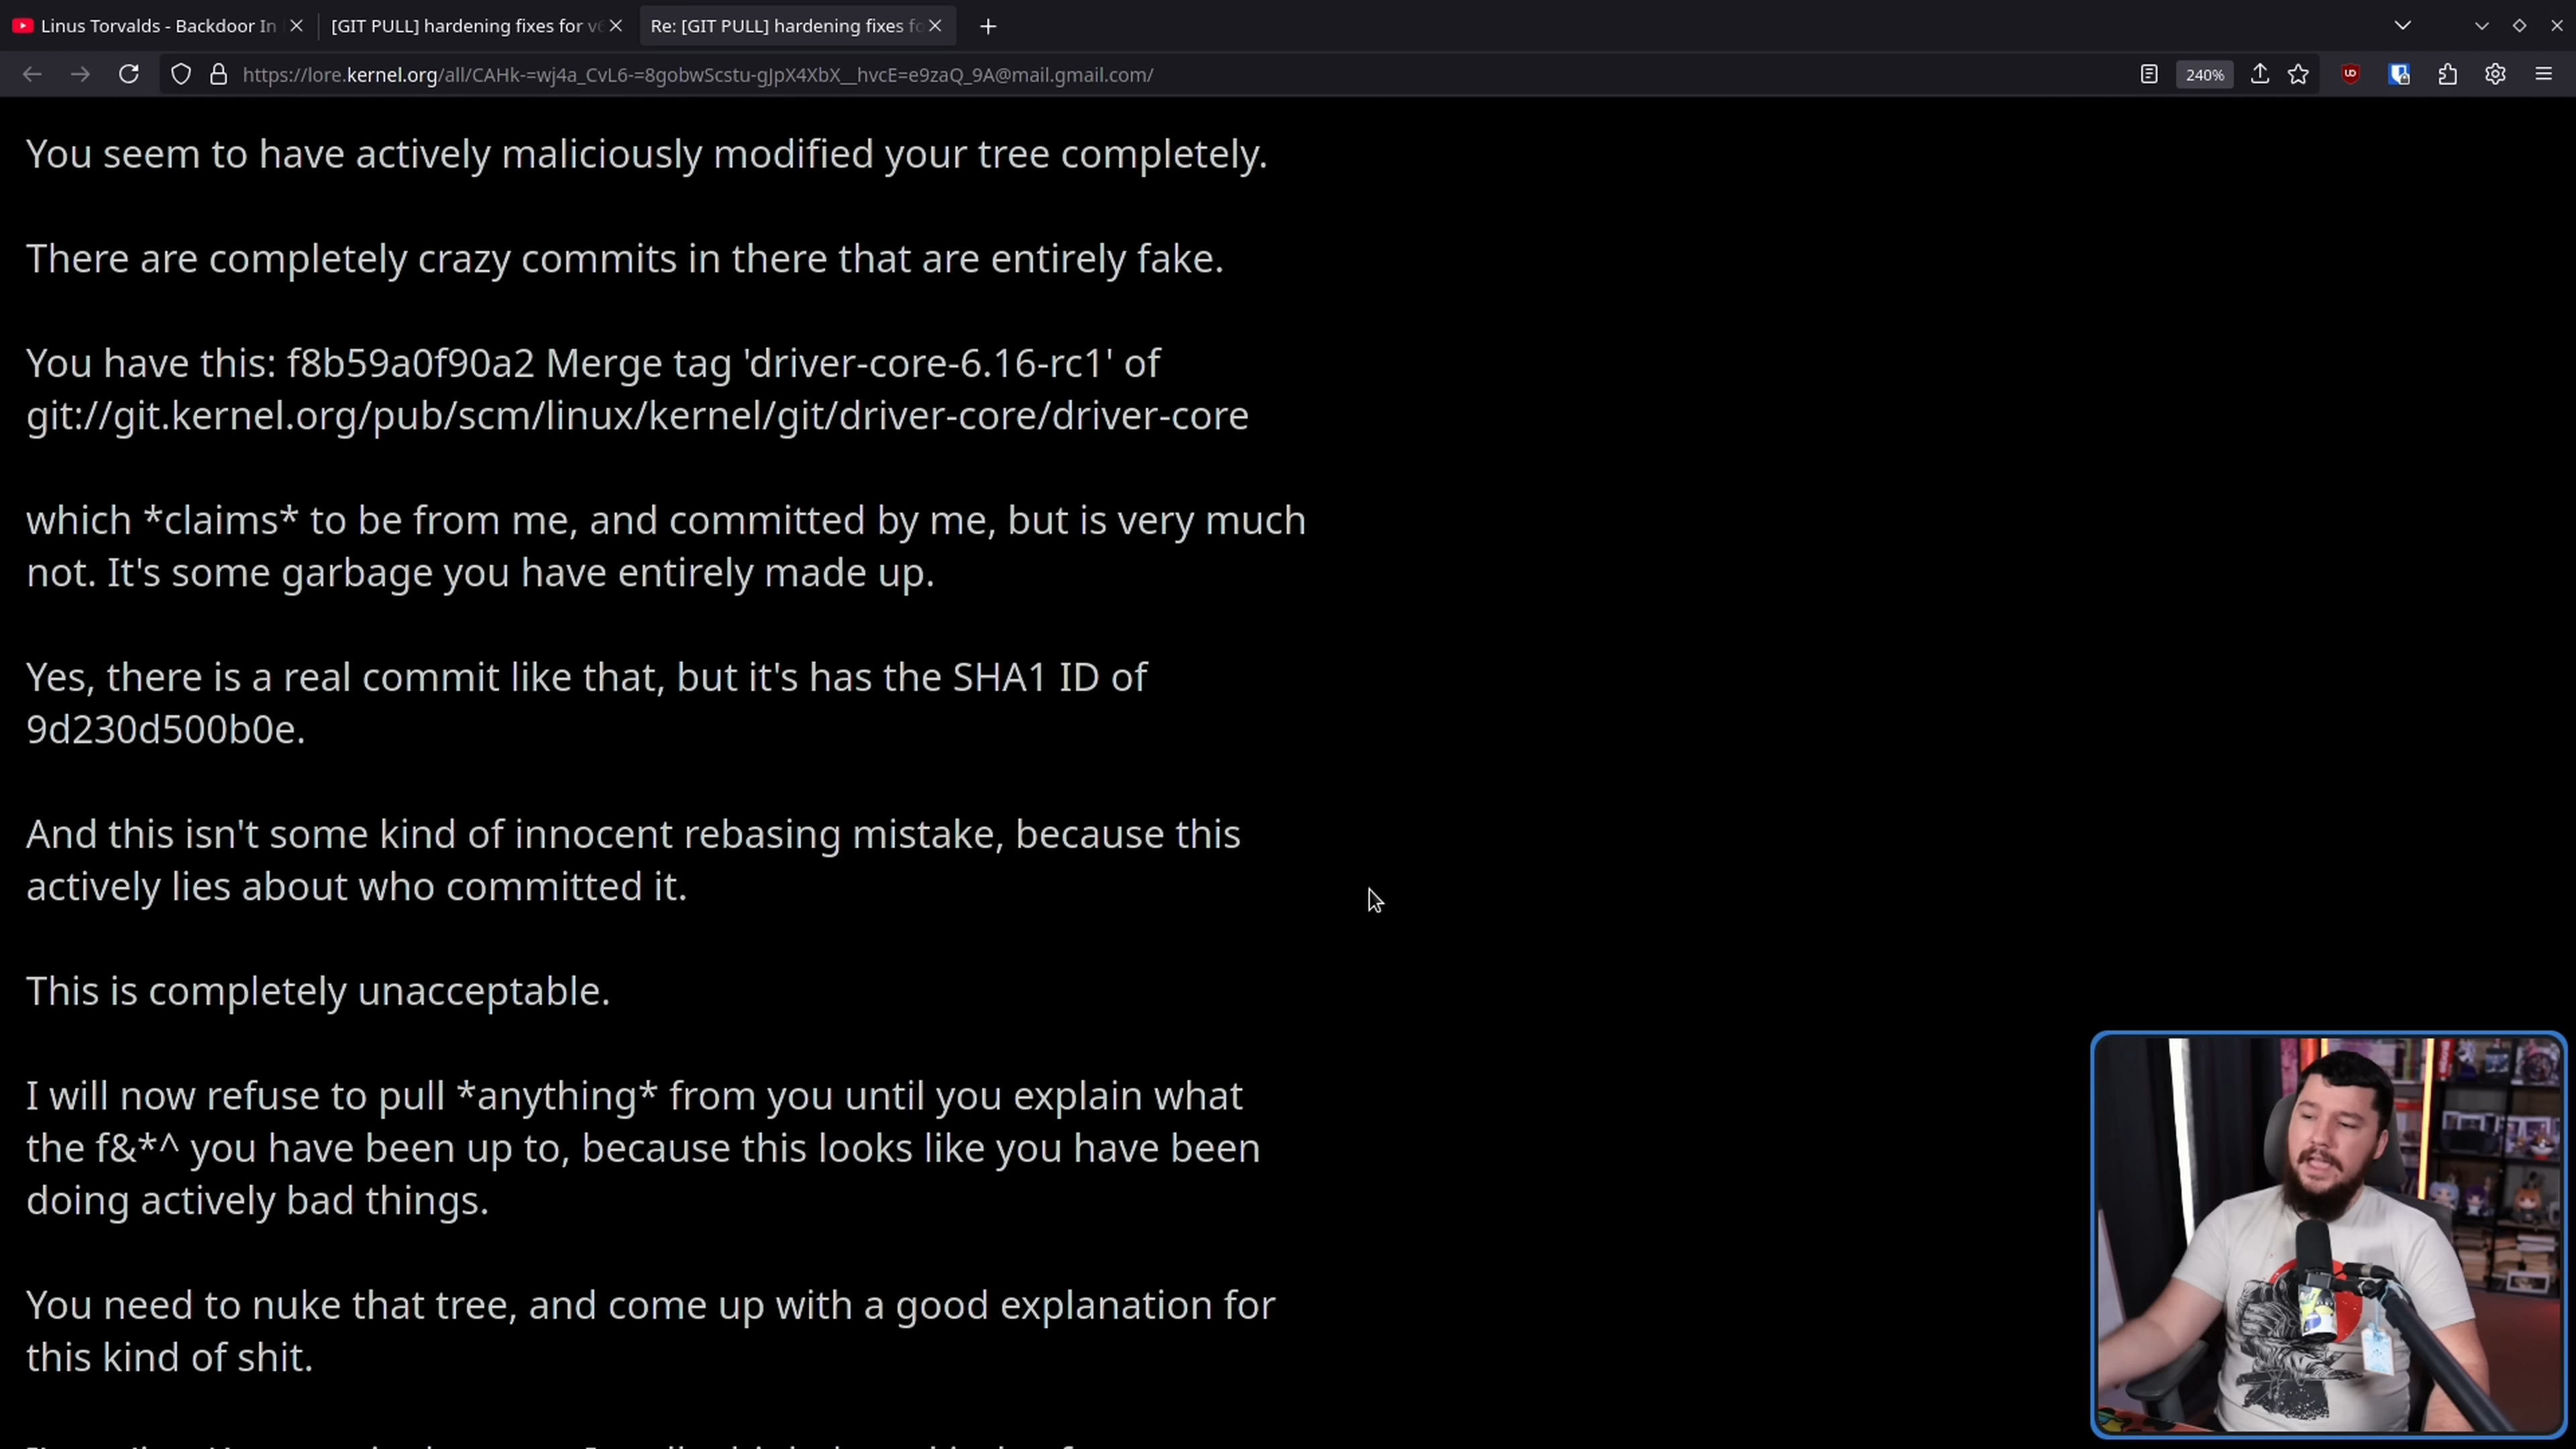 Linus Torvalds - Backdoor In
[GIT PULL] hardening fixes for v6
Re: [GIT PULL] hardening fixes fo
https://lore.kernel.org/all/CAHk-=wj4a_CvL6-=8gobwScstu-gJpX4XbX__hvcE=e9zaQ_9A@mail.gmail.com/
240%
You seem to have actively maliciously modified your tree completely.
There are completely crazy commits in there that are entirely fake.
You have this: f8b59a0f90a2 Merge tag 'driver-core-6.16-rc1' of
git://git.kernel.org/pub/scm/linux/kernel/git/driver-core/driver-core
which *claims* to be from me, and committed by me, but is very much
not. It's some garbage you have entirely made up.
Yes, there is a real commit like that, but it's has the SHA1 ID of
9d230d500b0e.
And this isn't some kind of innocent rebasing mistake, because this
actively lies about who committed it.
This is completely unacceptable.
I will now refuse to pull *anything* from you until you explain what
the f&*^ you have been up to, because this looks like you have been
doing actively bad things.
You need to nuke that tree, and come up with a good explanation for
this kind of shit.